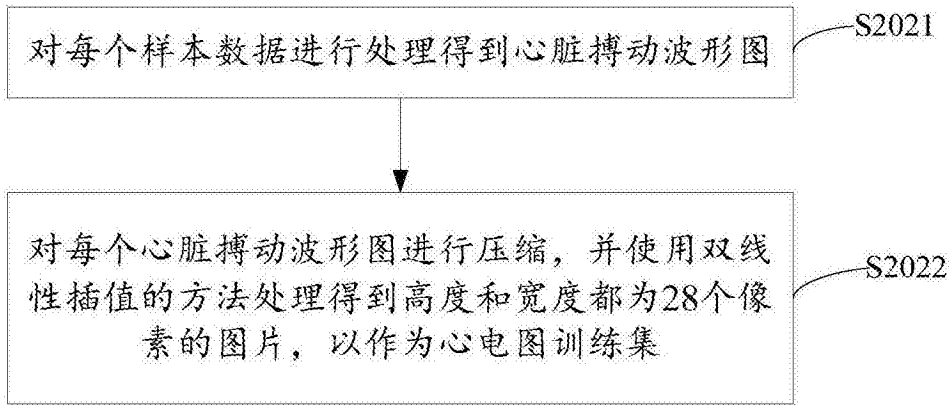 对每个样本数据进行处理得到心脏搏动波形图
S2021
对每个心脏搏动波形图进行压缩，并使用双线
性插值的方法处理得到高度和宽度都为28个像
素的图片，以作为心电图训练集
S2022